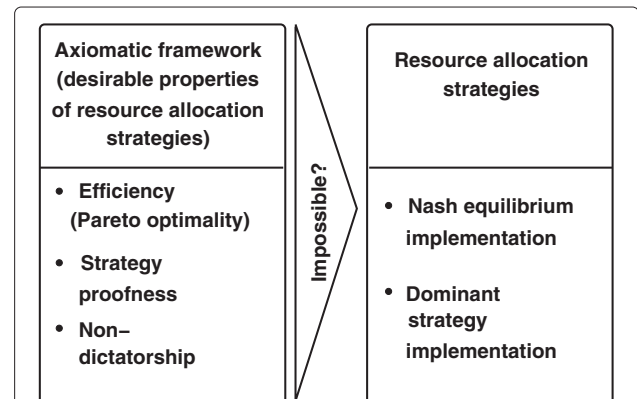 Axiomatic framework
(desirable properties
of resource allocation
strategies)
• Efficiency
(Pareto optimality)
• Strategy
proofness
• Non–
dictatorship
Impossible?
Resource allocation
strategies
• Nash equilibrium
implementation
• Dominant
strategy
implementation